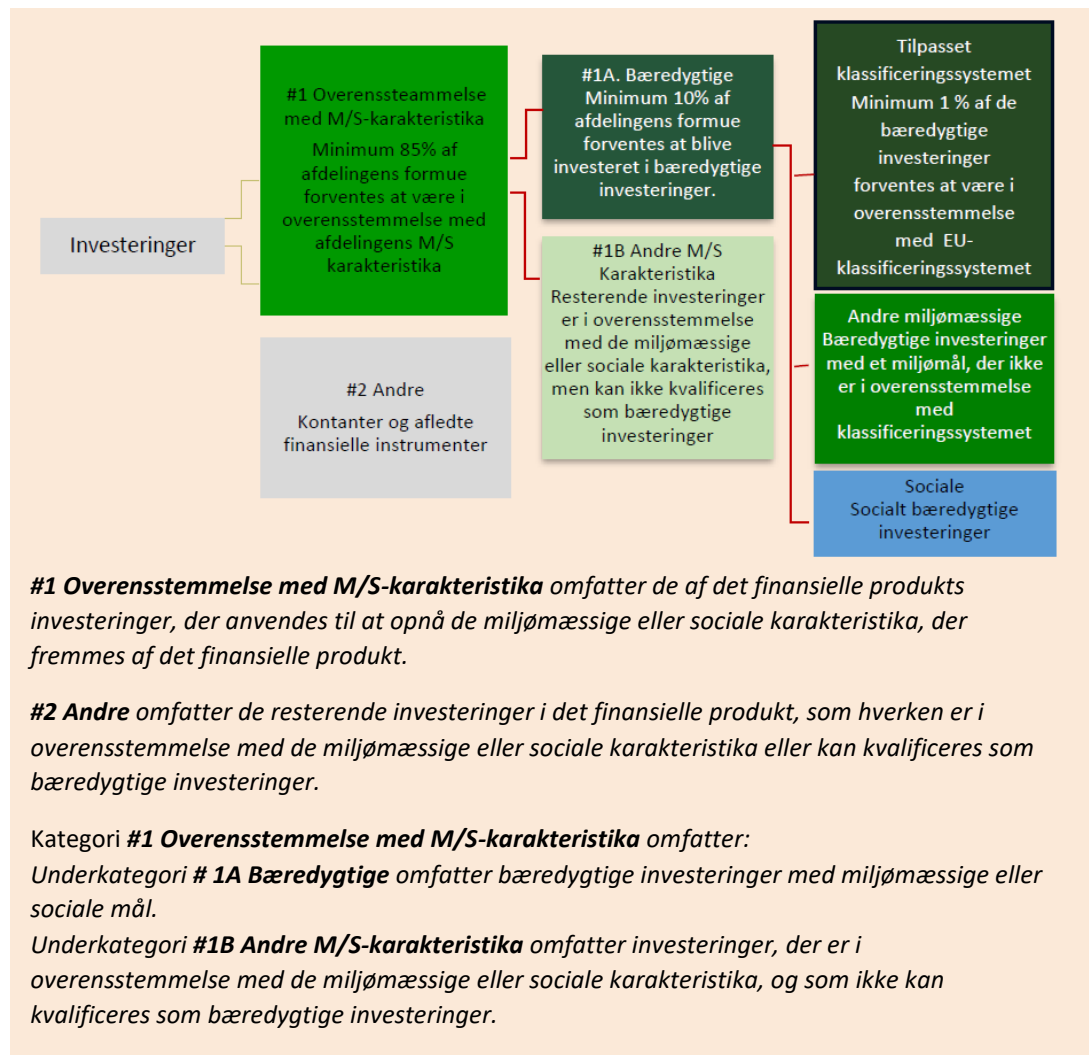 Investeringer
#1 Overenssteammelse
med M/S-karakteristika
Minimum 85% af
afdelingens formue
forventes at være i
overensstemmelse med
afdelingens M/S
karakteristika
#2 Andre
Kontanter og afledte
finansielle instrumenter
#1A. Bæredygtige
Minimum 10% af
afdelingens formue
forventes at blive
investeret i bæredygtige
investeringer.
#1B Andre M/S
Karakteristika
Resterende investeringer
er i overensstemmelse
med de miljømæssige
eller sociale karakteristika,
men kan ikke kvalificeres
som bæredygtige
investeringer
Tilpasset
klassificeringssystemet
Minimum 1 % af de
bæredygtige
investeringer
forventes at være i
overensstemmelse
med EU-
klassificeringssystemet
Andre miljømæssige
Bæredygtige investeringer
med et miljømål, der ikke
er i overensstemmelse
med
klassificeringssystemet
Sociale
Socialt bæredygtige
investeringer
#1 Overensstemmelse med M/S-karakteristika omfatter de af det finansielle produkts
investeringer, der anvendes til at opnå de miljømæssige eller sociale karakteristika, der
fremmes af det finansielle produkt.
#2 Andre omfatter de resterende investeringer i det finansielle produkt, som hverken er i
overensstemmelse med de miljømæssige eller sociale karakteristika eller kan kvalificeres som
bæredygtige investeringer.
Kategori #1 Overensstemmelse med M/S-karakteristika omfatter:
Underkategori # 1A Bæredygtige omfatter bæredygtige investeringer med miljømæssige eller
sociale mål.
Underkategori #1B Andre M/S-karakteristika omfatter investeringer, der er i
overensstemmelse med de miljømæssige eller sociale karakteristika, og som ikke kan
kvalificeres som bæredygtige investeringer.